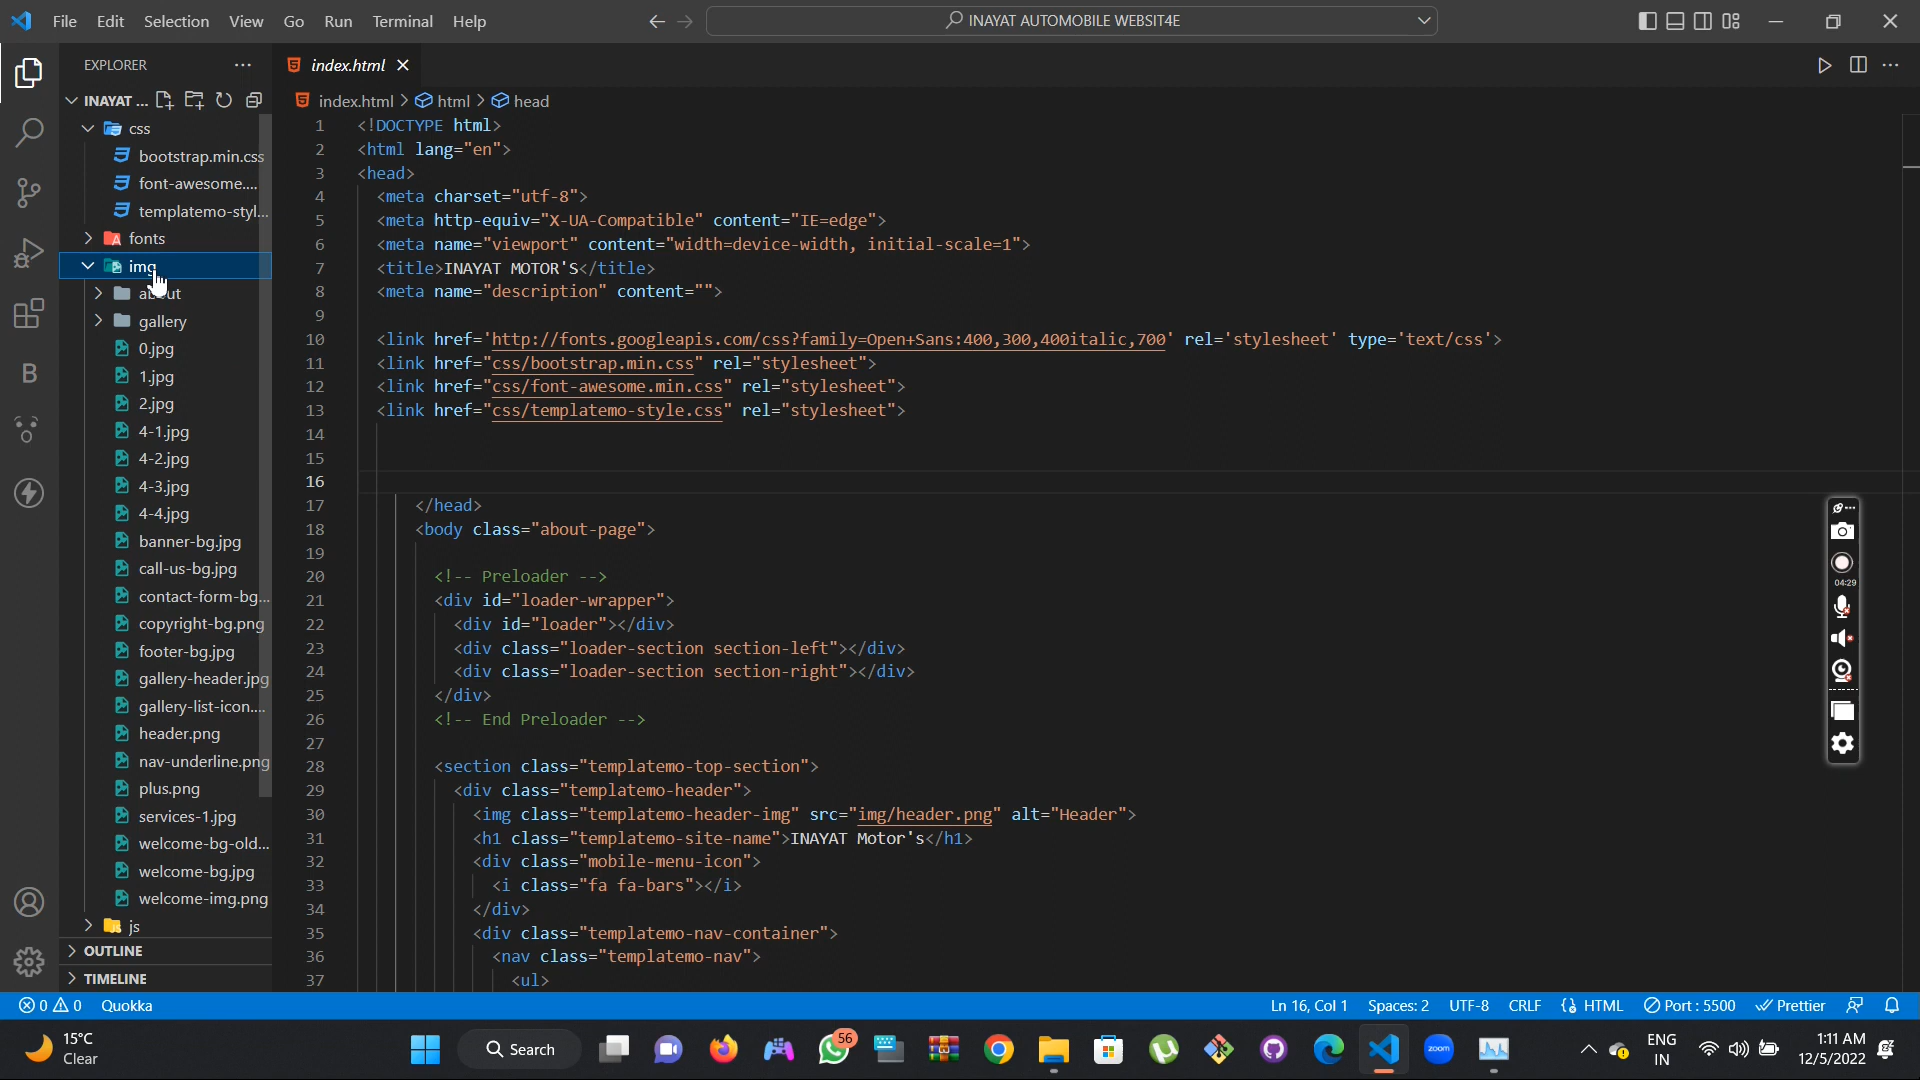 File Edit Selection View Go Run Terminal Help
INAYAT AUTOMOBILE WEBSIT4E
EXPLORER
INAYAT ...
css
bootstrap.min.css
font-awesome....
templatemo-styl...
fonts
img
about
gallery
0.jpg
1.jpg
2.jpg
4-1.jpg
4-2.jpg
4-3.jpg
4-4.jpg
banner-bg.jpg
call-us-bg.jpg
contact-form-bg...
copyright-bg.png
footer-bg.jpg
gallery-header.jpg
gallery-list-icon....
header.png
nav-underline.png
plus.png
services-1.jpg
welcome-bg-old...
welcome-bg.jpg
welcome-img.png
js
OUTLINE
TIMELINE
index.html
index.html > html > head
1 <!DOCTYPE html>
2 <html lang="en">
3 <head>
4 <meta charset="utf-8">
5 <meta http-equiv="X-UA-Compatible" content="IE=edge">
6 <meta name="viewport" content="width=device-width, initial-scale=1">
7 <title>INAYAT MOTOR'S</title>
8 <meta name="description" content="">
9
10 <link href='http://fonts.googleapis.com/css?family=Open+Sans:400,300,400italic,700' rel='stylesheet' type='text/css'>
11 <link href="css/bootstrap.min.css" rel="stylesheet">
12 <link href="css/font-awesome.min.css" rel="stylesheet">
13 <link href="css/templatemo-style.css" rel="stylesheet">
14
15
16
17 </head>
18 <body class="about-page">
19
20 <!-- Preloader -->
21 <div id="loader-wrapper">
22 <div id="loader"></div>
23 <div class="loader-section section-left"></div>
24 <div class="loader-section section-right"></div>
25 </div>
26 <!-- End Preloader -->
27
28 <section class="templatemo-top-section">
29 <div class="templatemo-header">
30 <img class="templatemo-header-img" src="img/header.png" alt="Header">
31 <h1 class="templatemo-site-name">INAYAT Motor's</h1>
32 <div class="mobile-menu-icon">
33 <i class="fa fa-bars"></i>
34 </div>
35 <div class="templatemo-nav-container">
36 <nav class="templatemo-nav">
37 <ul>
04:29
0 0 Quokka
Ln 16, Col 1 Spaces: 2 UTF-8 CRLF HTML Port : 5500 Prettier
15°C
Clear
Search
56
zoom
ENG
IN
1:11 AM
12/5/2022